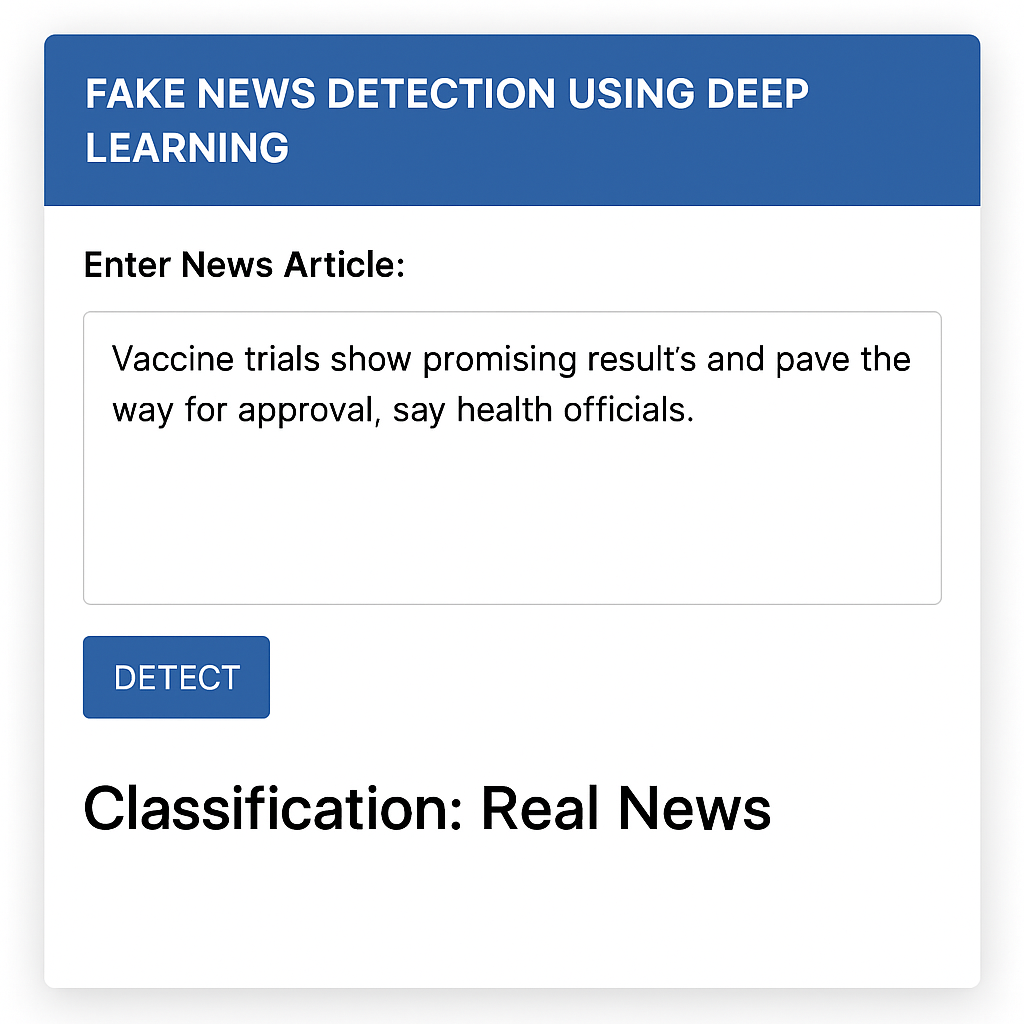 FAKE NEWS DETECTION USING DEEP
LEARNING
Enter News Article:
Vaccine trials show promising result’s and pave the
way for approval, say health officials.
DETECT
Classification: Real News